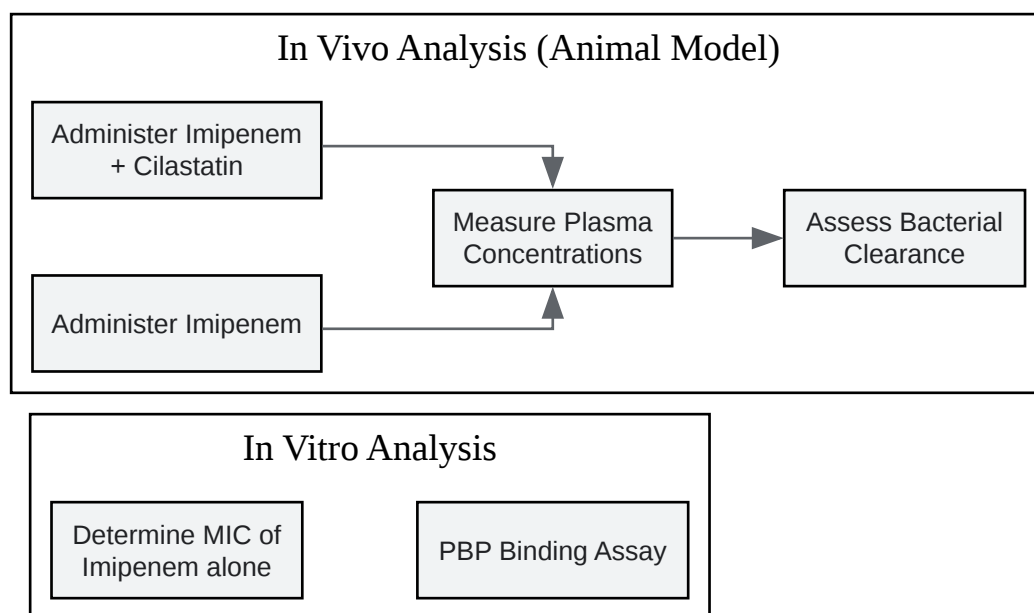 In Vivo Analysis (Animal Model)
Administer Imipenem
+ Cilastatin
Measure Plasma
Concentrations
Assess Bacterial
Clearance
Administer Imipenem
In Vitro Analysis
Determine MIC of
Imipenem alone
PBP Binding Assay